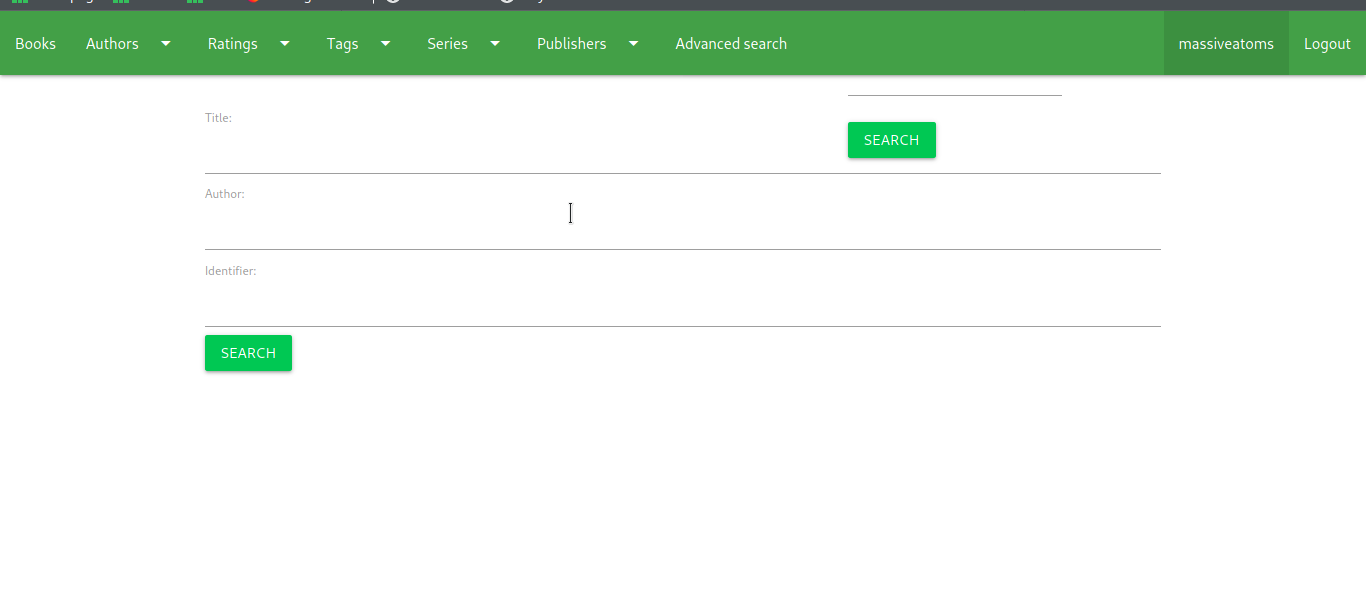 Books Authors Ratings Tags Series Publishers Advanced search massiveatoms Logout
Title:
SEARCH
Author:
Identifier:
SEARCH